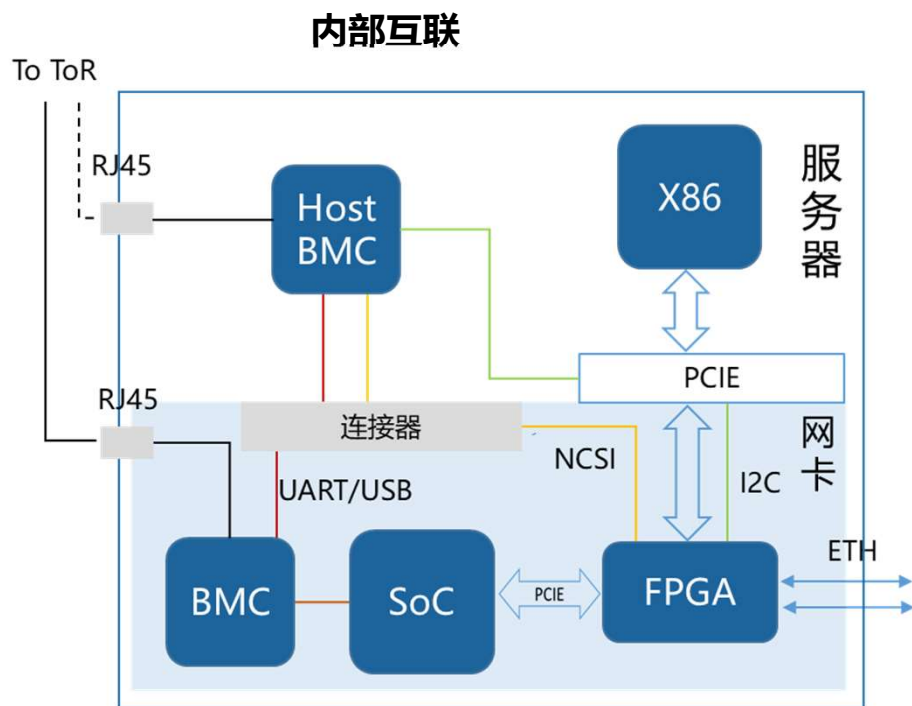 内部互联
To ToR
RJ45
Host
BMC
X86
服务器
PCIE
RJ45
连接器
网卡
NCSI
I2C
UART/USB
ETH
BMC
SoC
PCIE
FPGA